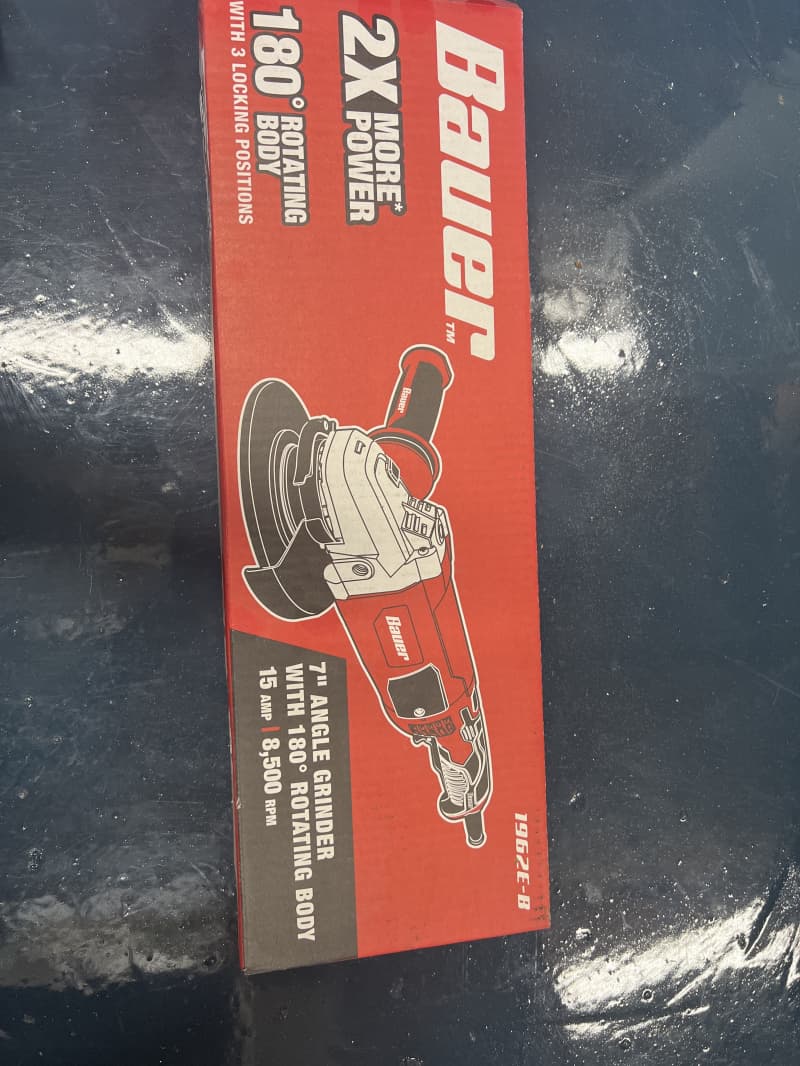 Bauer™
2X MORE*
POWER
180° ROTATING
BODY
WITH 3 LOCKING POSITIONS
Bauer
Bauer
1962E-B
7" ANGLE GRINDER
WITH 180° ROTATING BODY
15 AMP | 8,500 RPM